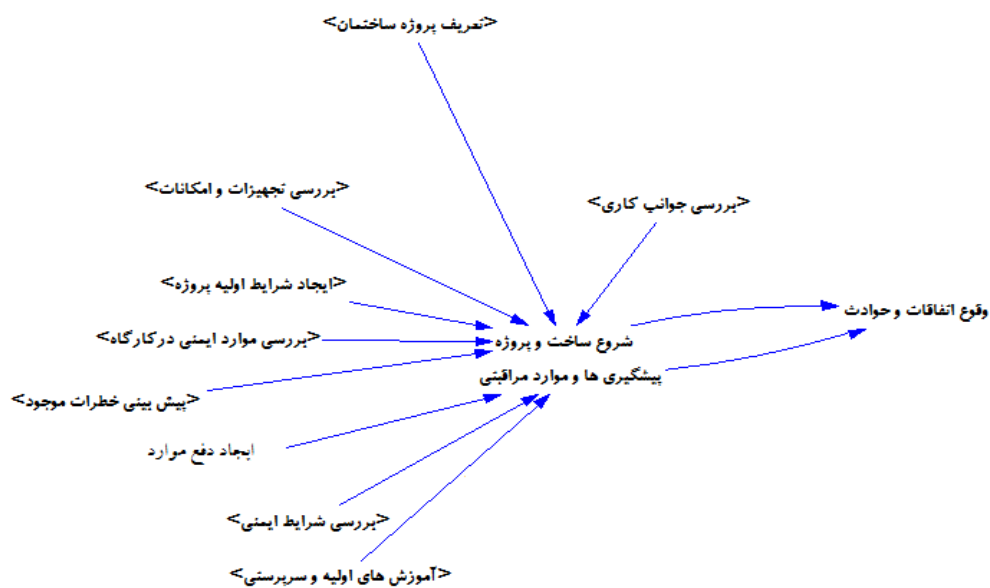 <تعریف پروژه ساختمان>
<بررسی تجهیزات و امکانات>
<بررسی جوانب کاری>
<ایجاد شرایط اولیه پروژه>
وقوع اتفاقات و حوادث
<بررسی موارد ایمنی درکارگاه>
شروع ساخت و پروژه
پیشگیری ها و موارد مراقبتی
<پیش بینی خطرات موجود>
ایجاد دفع موارد
<بررسی شرایط ایمنی>
<آموزش های اولیه و سرپرستی>